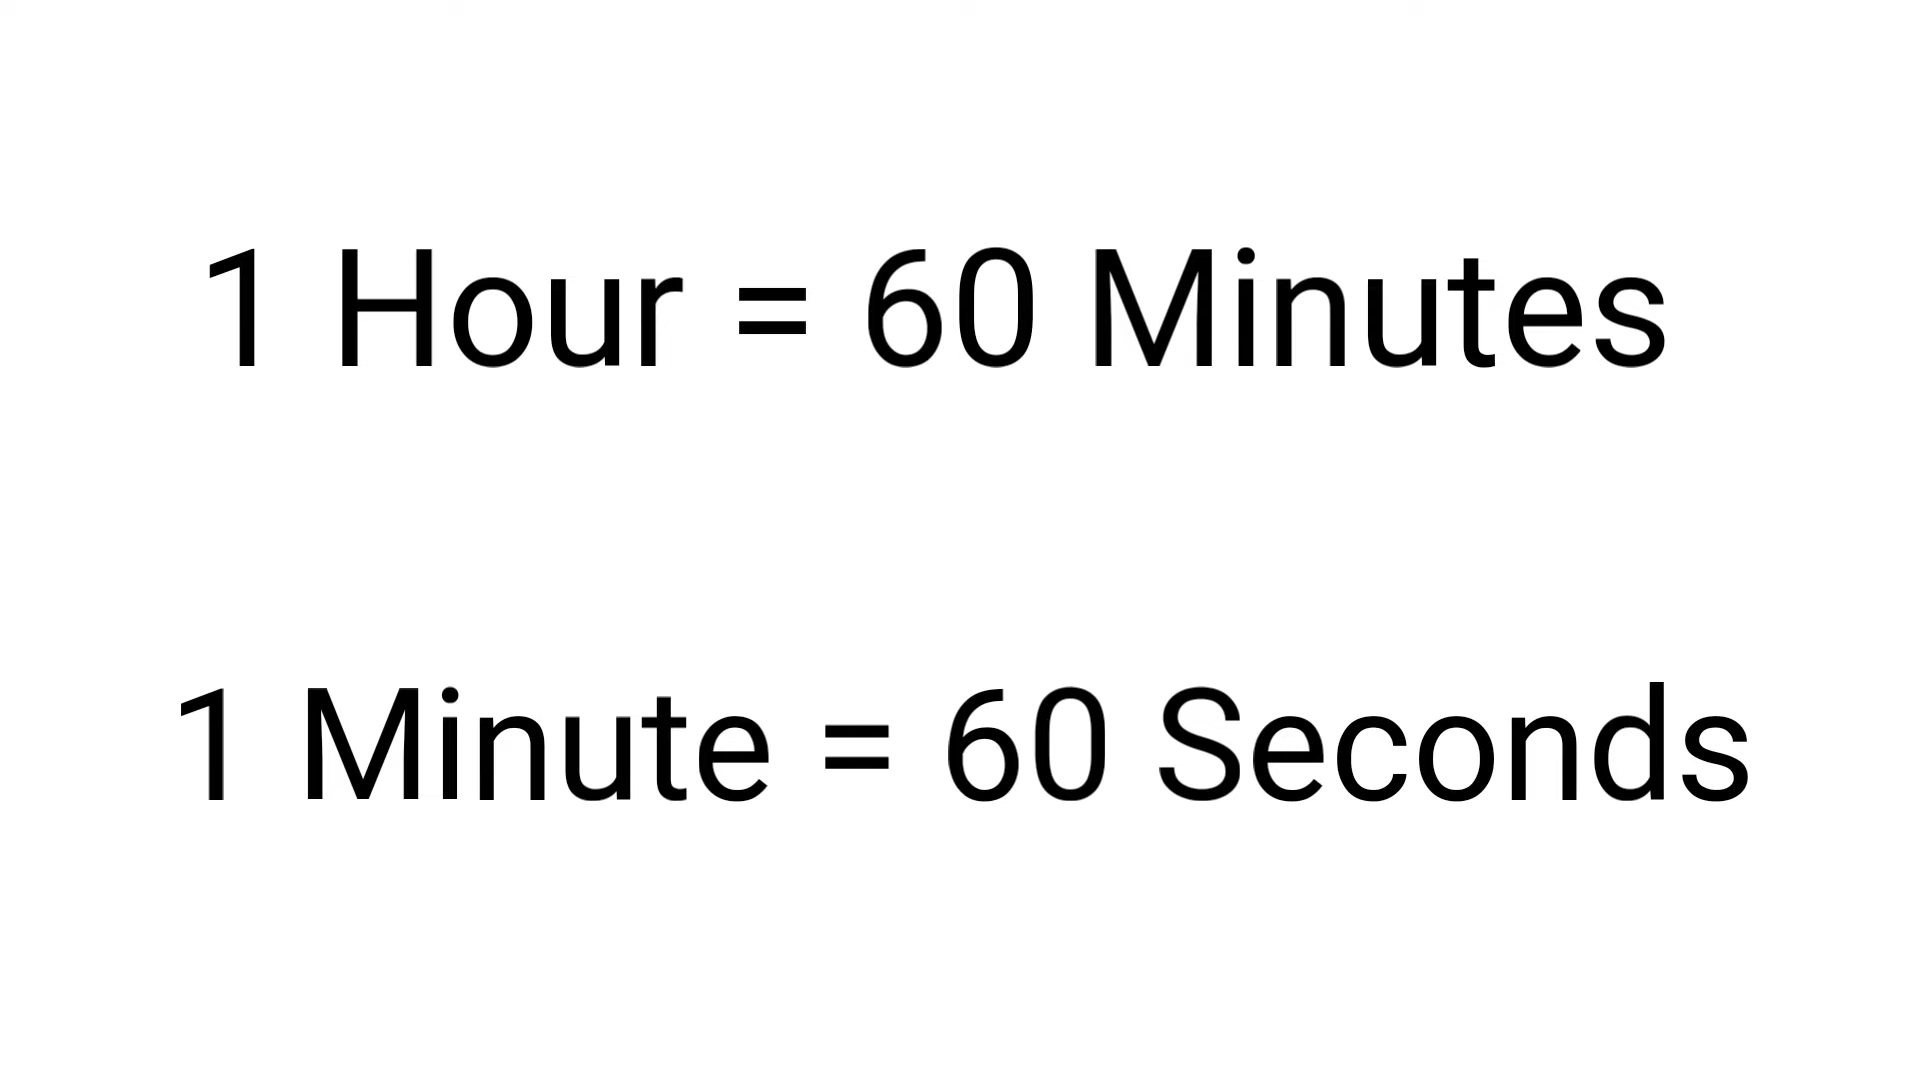 1 Hour = 60 Minutes
1 Minute = 60 Seconds